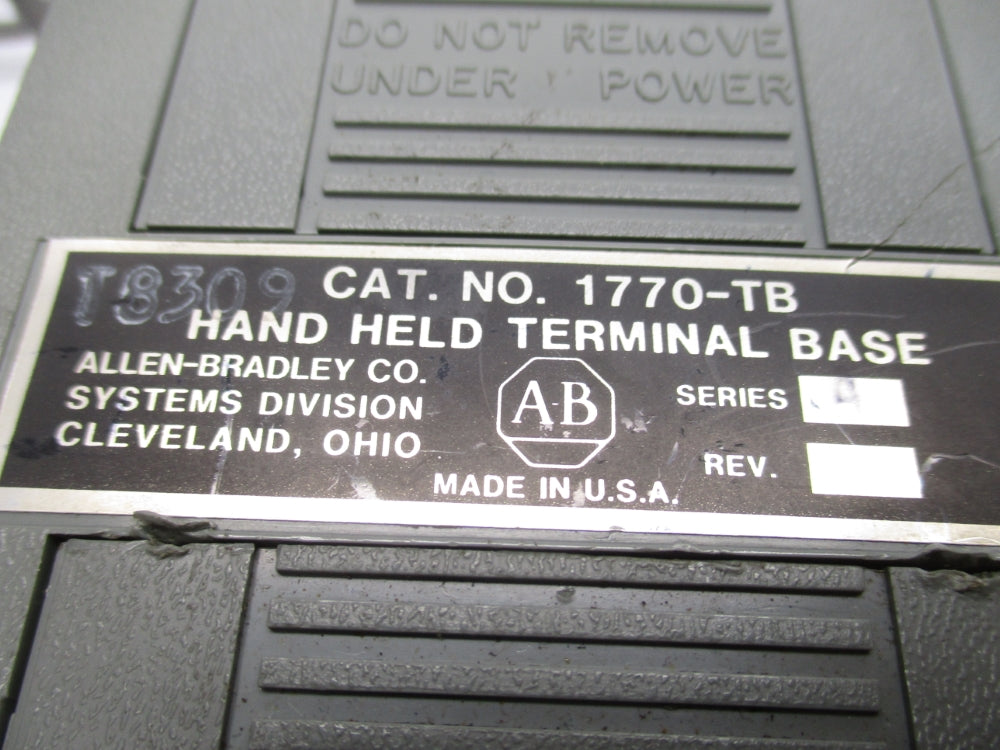 DO NOT REMOVE
UNDER POWER
T8309
CAT. NO. 1770-TB
HAND HELD TERMINAL BASE
ALLEN-BRADLEY CO.
SYSTEMS DIVISION
CLEVELAND, OHIO
A-B
MADE IN U.S.A.
SERIES
REV.